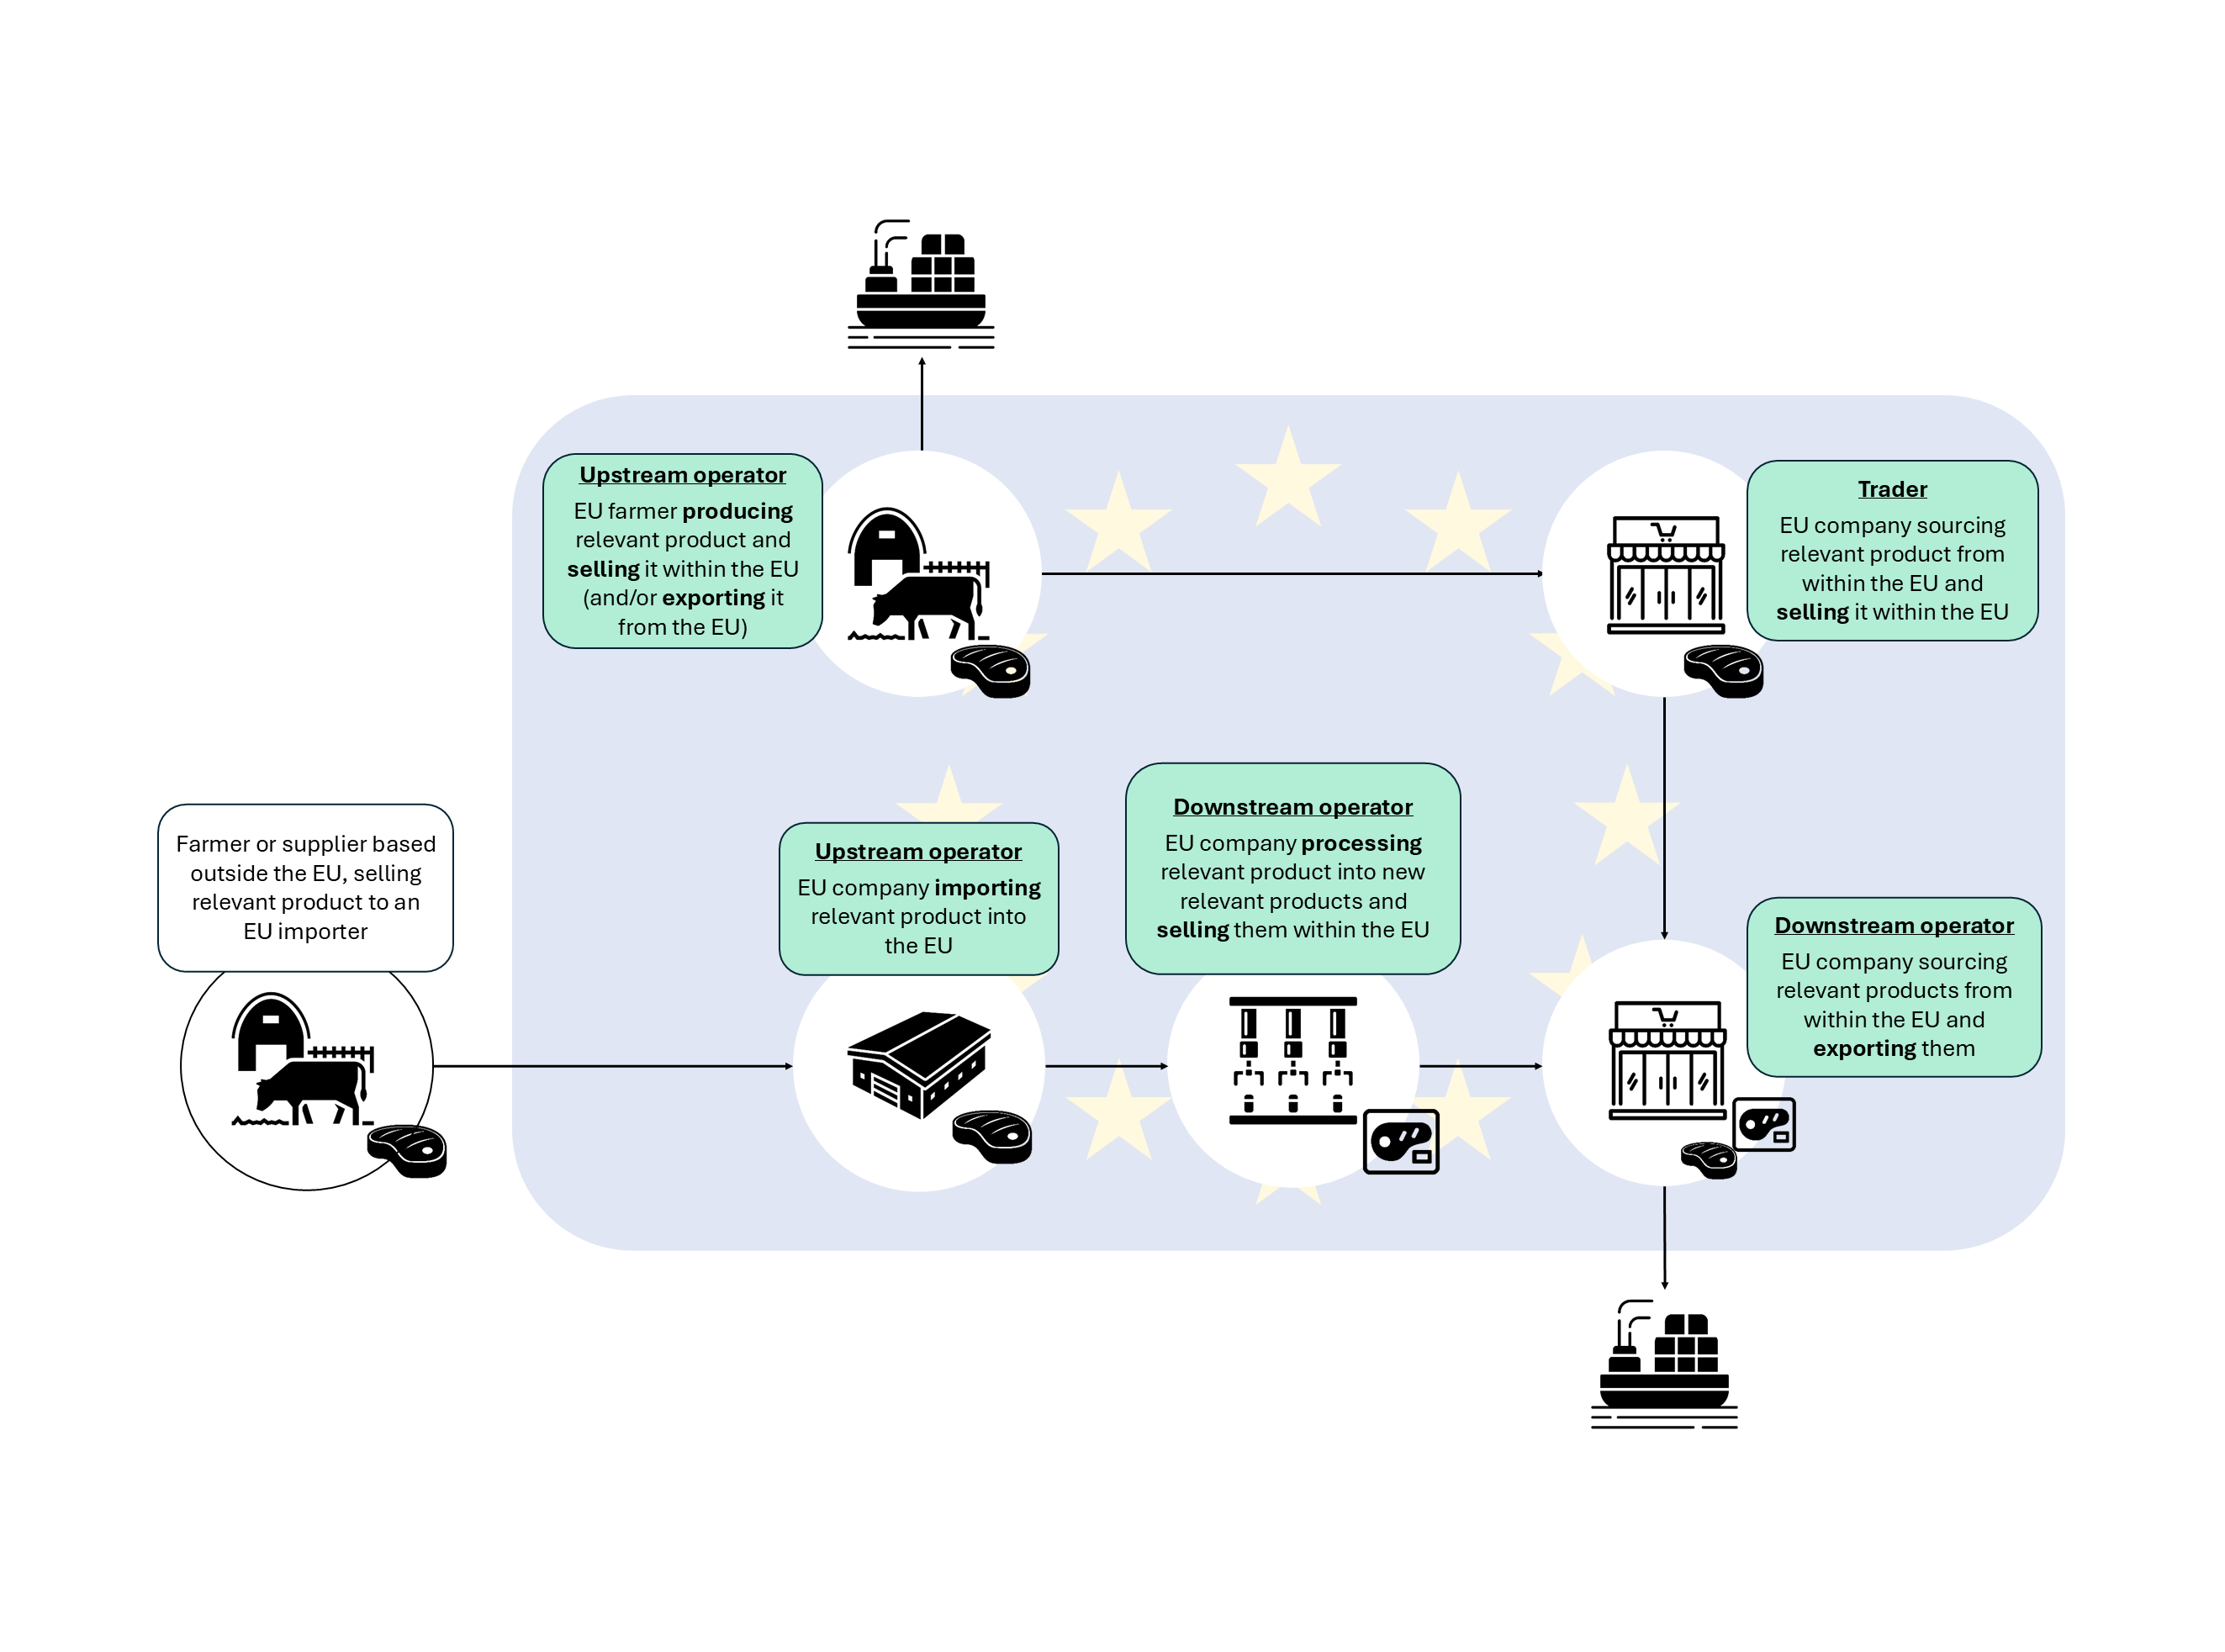 Upstream operator
EU farmer producing
relevant product and
selling it within the EU
(and/or exporting it
from the EU)
Trader
EU company sourcing
relevant product from
within the EU and
selling it within the EU
Farmer or supplier based
outside the EU, selling
relevant product to an
EU importer
Upstream operator
EU company importing
relevant product into
the EU
Downstream operator
EU company processing
relevant product into new
relevant products and
selling them within the EU
Downstream operator
EU company sourcing
relevant products from
within the EU and
exporting them